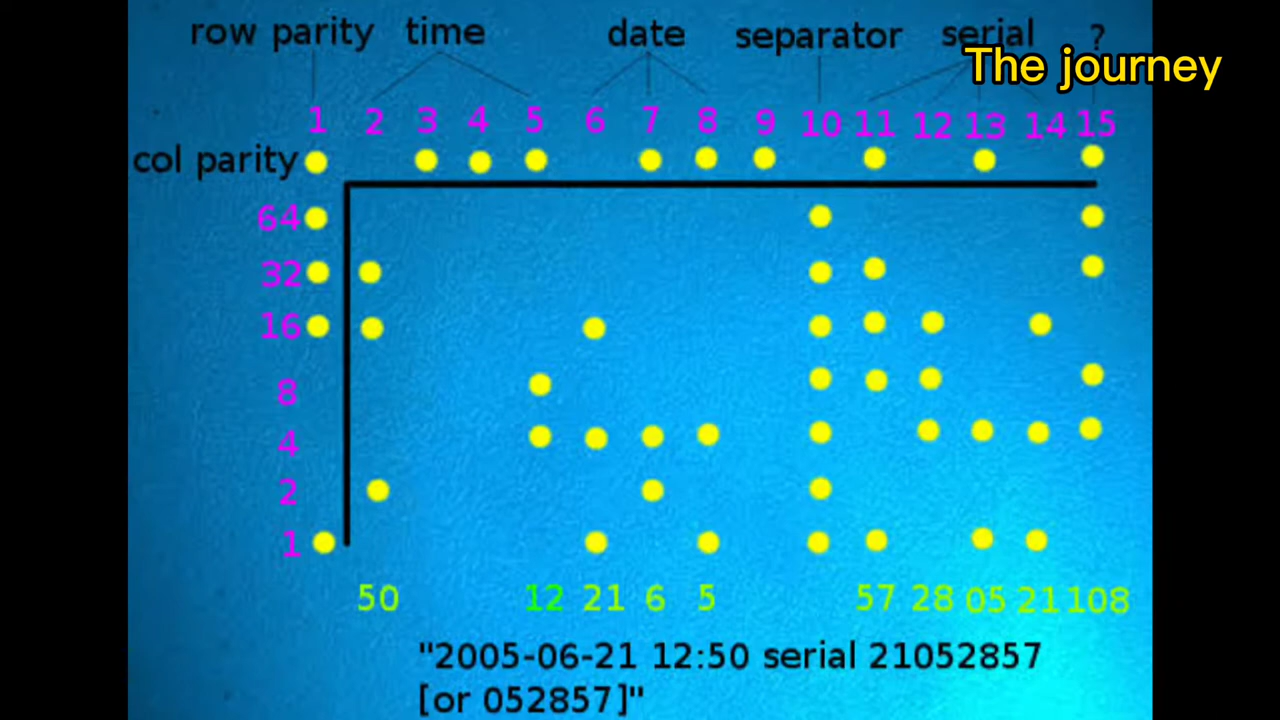 row parity time date separator serial ?
The journey
1 2 3 4 5 6 7 8 9 10 11 12 13 14 15
col parity
64
32
16
8
4
2
1
50 12 21 6 5 57 28 05 21 108
"2005-06-21 12:50 serial 21052857
[or 052857]"